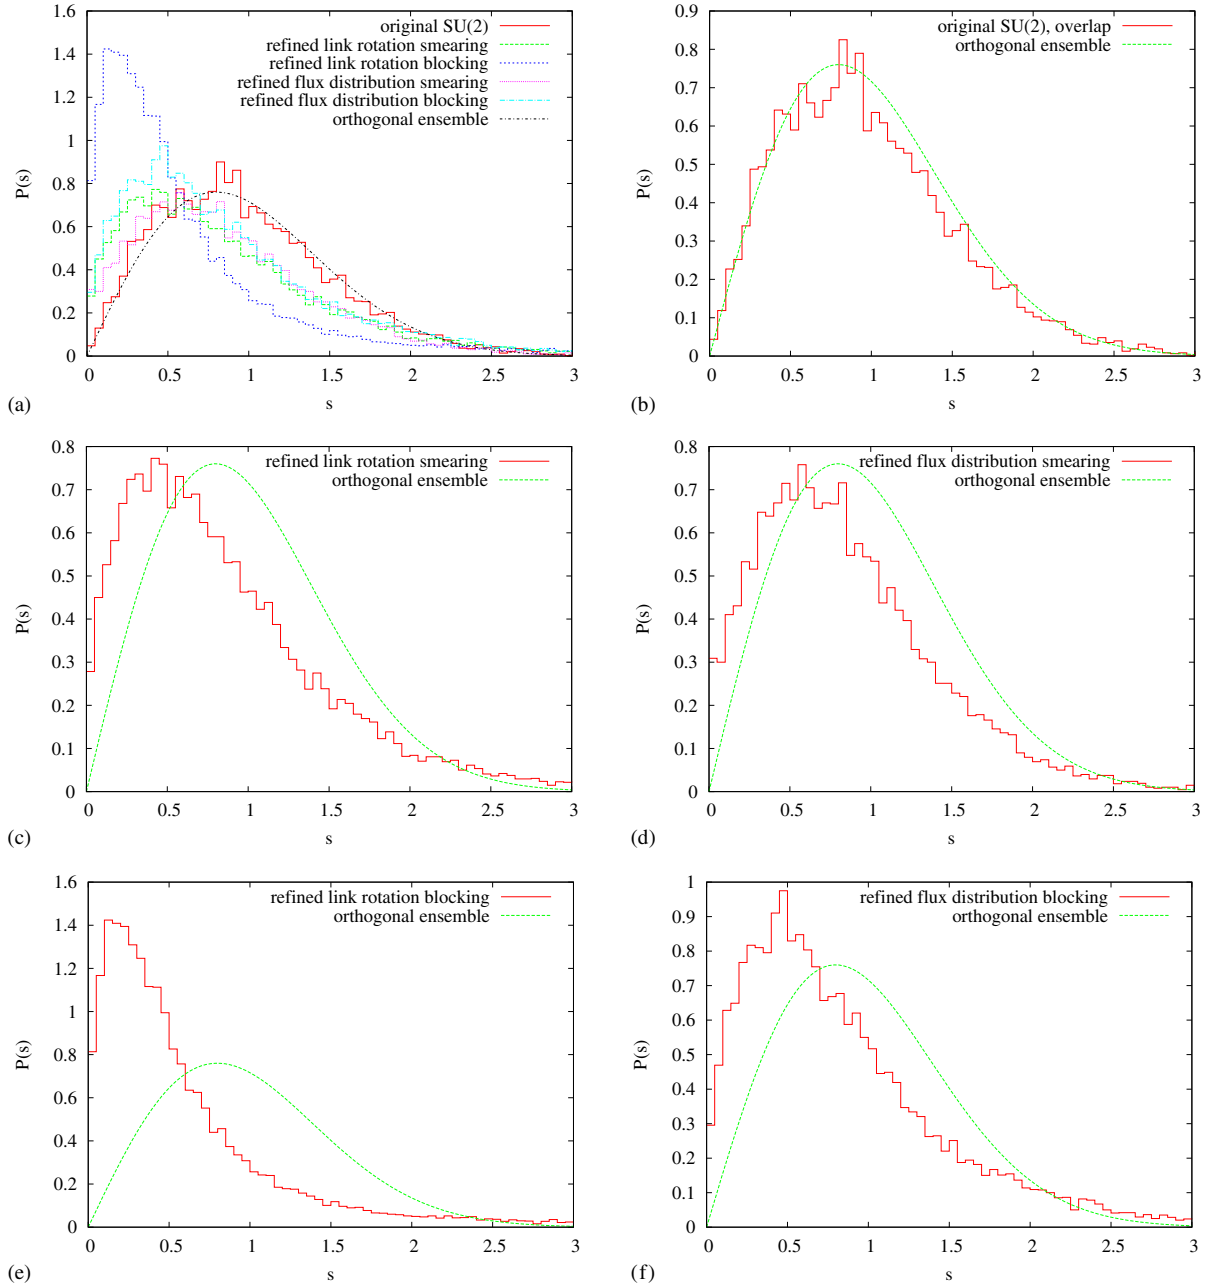 1.6
1.4
1.2
1
0.8
0.6
0.4
0.2
0
P(s)
original SU(2)
refined link rotation smearing
refined link rotation blocking
refined flux distribution smearing
refined flux distribution blocking
orthogonal ensemble
0 0.5 1 1.5 2 2.5 3
s
(a)
0.9
0.8
0.7
0.6
0.5
0.4
0.3
0.2
0.1
0
P(s)
original SU(2), overlap
orthogonal ensemble
0 0.5 1 1.5 2 2.5 3
s
(b)
0.8
0.7
0.6
0.5
0.4
0.3
0.2
0.1
0
P(s)
refined link rotation smearing
orthogonal ensemble
0 0.5 1 1.5 2 2.5 3
s
(c)
0.8
0.7
0.6
0.5
0.4
0.3
0.2
0.1
0
P(s)
refined flux distribution smearing
orthogonal ensemble
0 0.5 1 1.5 2 2.5 3
s
(d)
1.6
1.4
1.2
1
0.8
0.6
0.4
0.2
0
P(s)
refined link rotation blocking
orthogonal ensemble
0 0.5 1 1.5 2 2.5 3
s
(e)
1
0.9
0.8
0.7
0.6
0.5
0.4
0.3
0.2
0.1
0
P(s)
refined flux distribution blocking
orthogonal ensemble
0 0.5 1 1.5 2 2.5 3
s
(f)